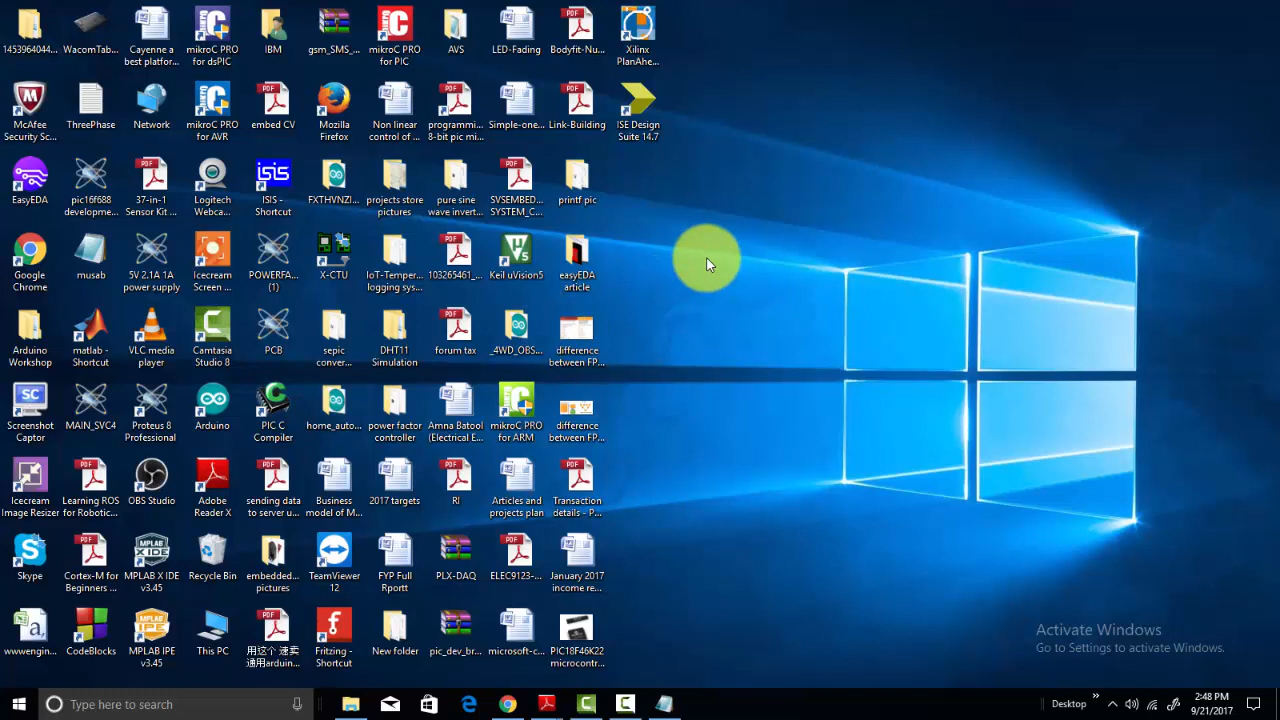 1453964044...
WacomTab...
Cayenne a
best platfor...
mikroC PRO
for dsPIC
IBM
gsm_SMS_...
mikroC PRO
for PIC
AVS
LED-Fading
Bodyfit-Nu...
Xilinx
PlanAhe...
McAfee
Security Sc...
ThreePhase
Network
mikroC PRO
for AVR
embed CV
Mozilla
Firefox
Non linear
control of ...
programmi...
8-bit pic mi...
Simple-one...
Link-Building
ISE Design
Suite 14.7
EasyEDA
pic16f688
developme...
37-in-1
Sensor Kit ...
Logitech
Webca...
ISIS -
Shortcut
FXTHVNZI...
projects store
pictures
pure sine
wave invert...
SVSEMBED...
SYSTEM_C...
printf pic
Google
Chrome
musab
5V 2.1A 1A
power supply
Icecream
Screen ...
POWERFA...
(1)
X-CTU
IoT-Temper...
logging sys...
103265461_...
Keil uVision5
easyEDA
article
Arduino
Workshop
matlab -
Shortcut
VLC media
player
Camtasia
Studio 8
PCB
sepic
conver...
DHT11
Simulation
forum tax
_4WD_OBS...
difference
between FP...
Screenshot
Captor
MAIN_SVC4
Proteus 8
Professional
Arduino
PIC C
Compiler
home_auto...
power factor
controller
Amna Batool
(Electrical E...
mikroC PRO
for ARM
difference
between FP...
Icecream
Image Resizer
Learning ROS
for Robotic...
OBS Studio
Adobe
Reader X
sending data
to server u...
Business
model of M...
2017 targets
RI
Articles and
projects plan
Transaction
details - P...
Skype
Cortex-M for
Beginners ...
MPLAB X IDE
v3.45
Recycle Bin
embedded...
pictures
TeamViewer
12
FYP Full
Rportt
PLX-DAQ
ELEC9123-...
January 2017
income re...
wwwengin...
CodeBlocks
MPLAB IPE
v3.45
This PC
用这个 速卖
通用arduin...
Fritzing -
Shortcut
New folder
pic_dev_br...
microsoft-c...
PIC18F46K22
microcontr...
Activate Windows
Go to Settings to activate Windows.
Type here to search
Desktop
2:48 PM
9/21/2017